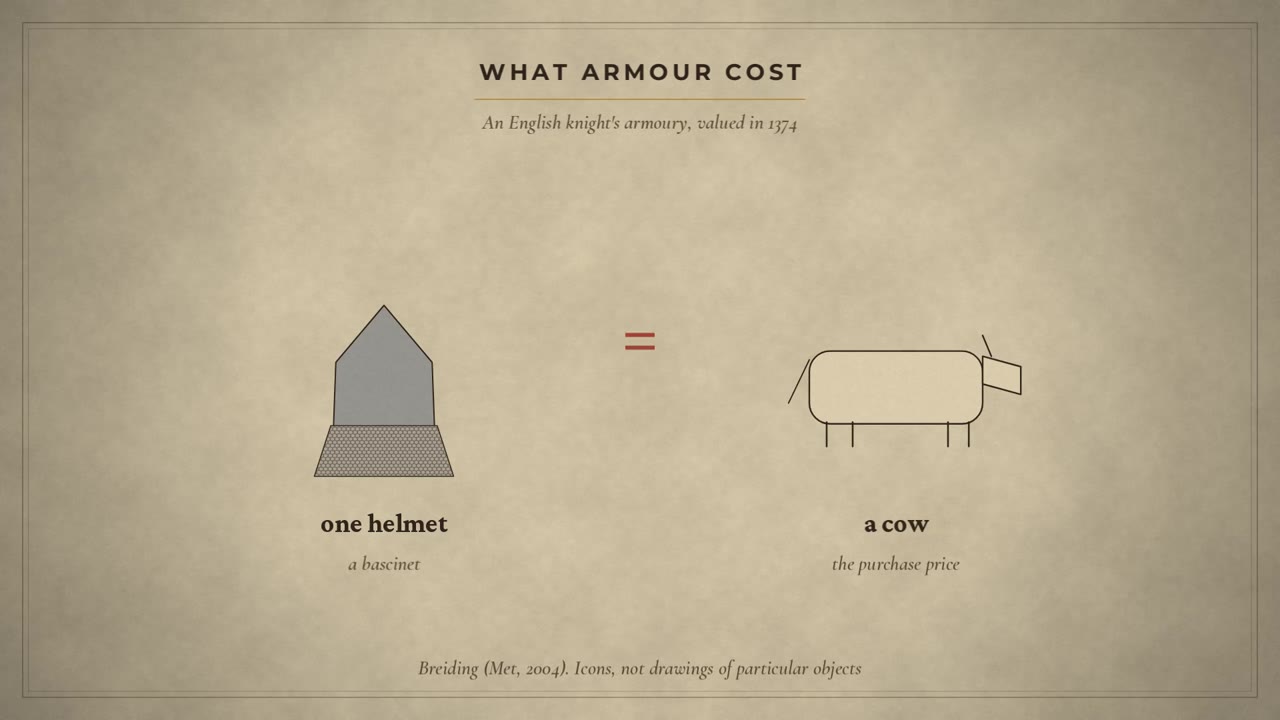 WHAT ARMOUR COST
An English knight's armoury, valued in 1374
=
one helmet
a bascinet
a cow
the purchase price
Breiding (Met, 2004). Icons, not drawings of particular objects